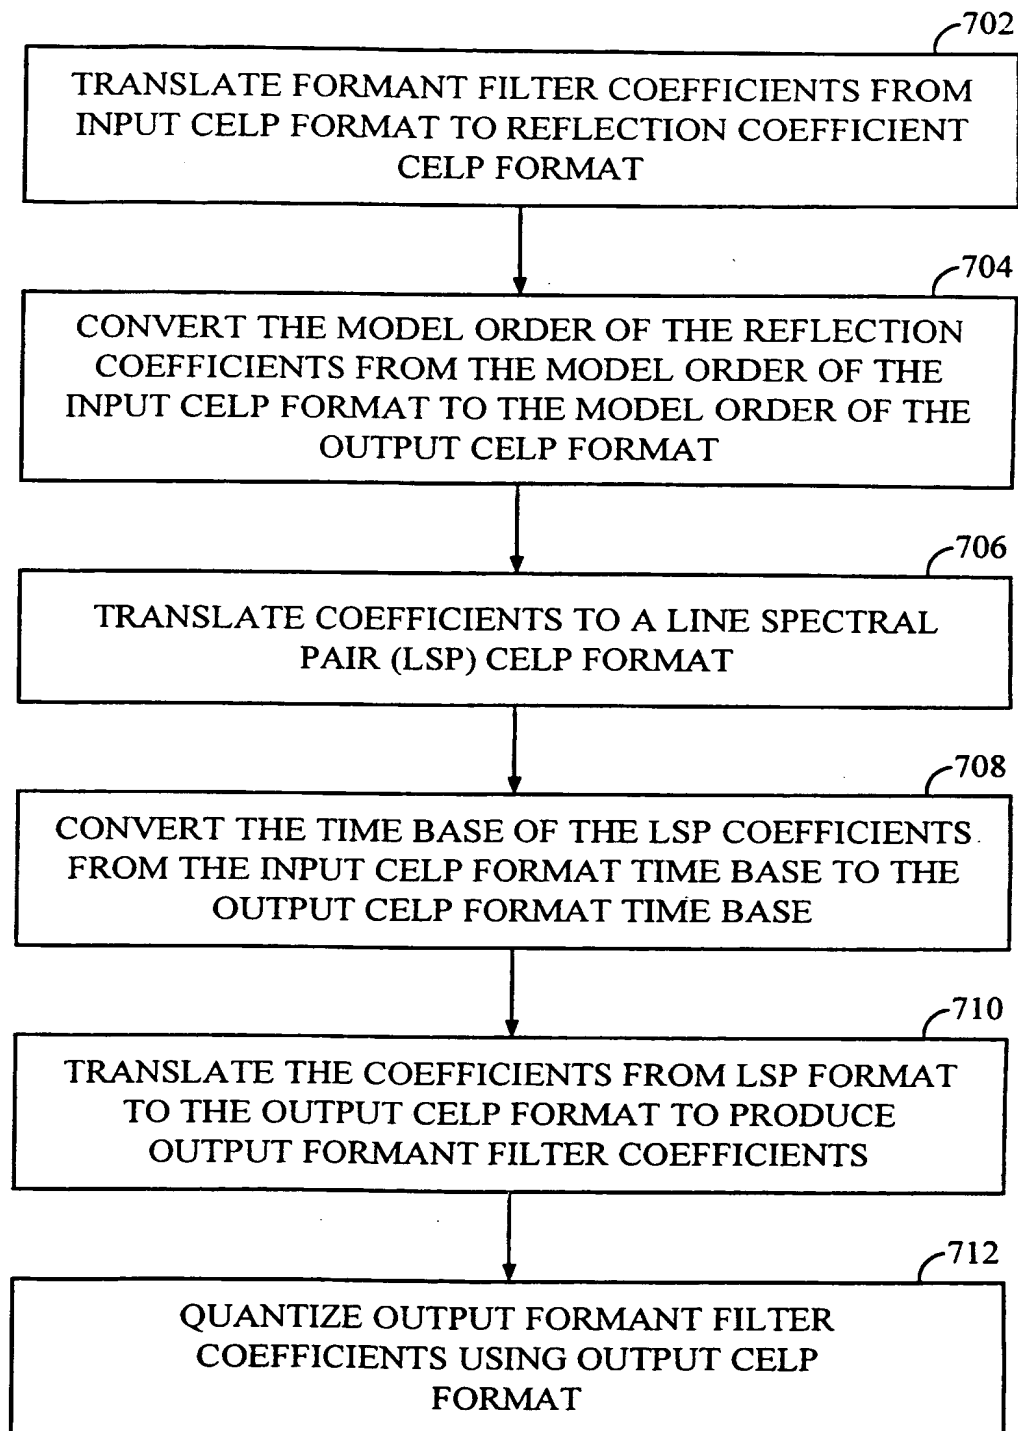 702
TRANSLATE FORMANT FILTER COEFFICIENTS FROM
INPUT CELP FORMAT TO REFLECTION COEFFICIENT
CELP FORMAT
704
CONVERT THE MODEL ORDER OF THE REFLECTION
COEFFICIENTS FROM THE MODEL ORDER OF THE
INPUT CELP FORMAT TO THE MODEL ORDER OF THE
OUTPUT CELP FORMAT
706
TRANSLATE COEFFICIENTS TO A LINE SPECTRAL
PAIR (LSP) CELP FORMAT
708
CONVERT THE TIME BASE OF THE LSP COEFFICIENTS
FROM THE INPUT CELP FORMAT TIME BASE TO THE
OUTPUT CELP FORMAT TIME BASE
710
TRANSLATE THE COEFFICIENTS FROM LSP FORMAT
TO THE OUTPUT CELP FORMAT TO PRODUCE
OUTPUT FORMANT FILTER COEFFICIENTS
712
QUANTIZE OUTPUT FORMANT FILTER
COEFFICIENTS USING OUTPUT CELP
FORMAT